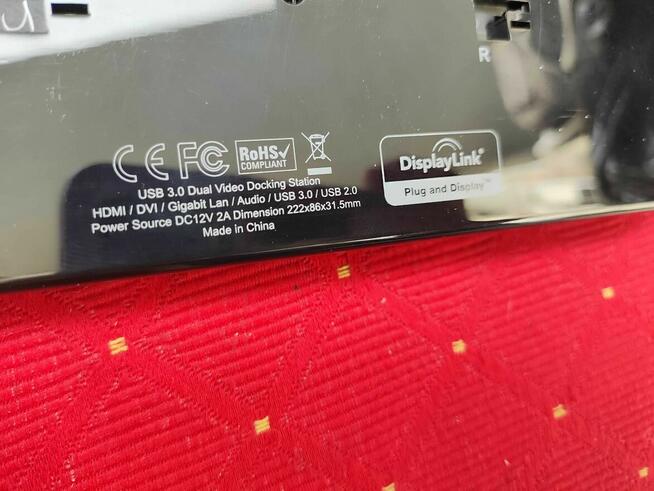 CE FC RoHS
COMPLIANT
USB 3.0 Dual Video Docking Station
HDMI / DVI / Gigabit Lan / Audio / USB 3.0 / USB 2.0
Power Source DC12V 2A Dimension 222x86x31.5mm
Made in China
DisplayLink®
Plug and Display™
R